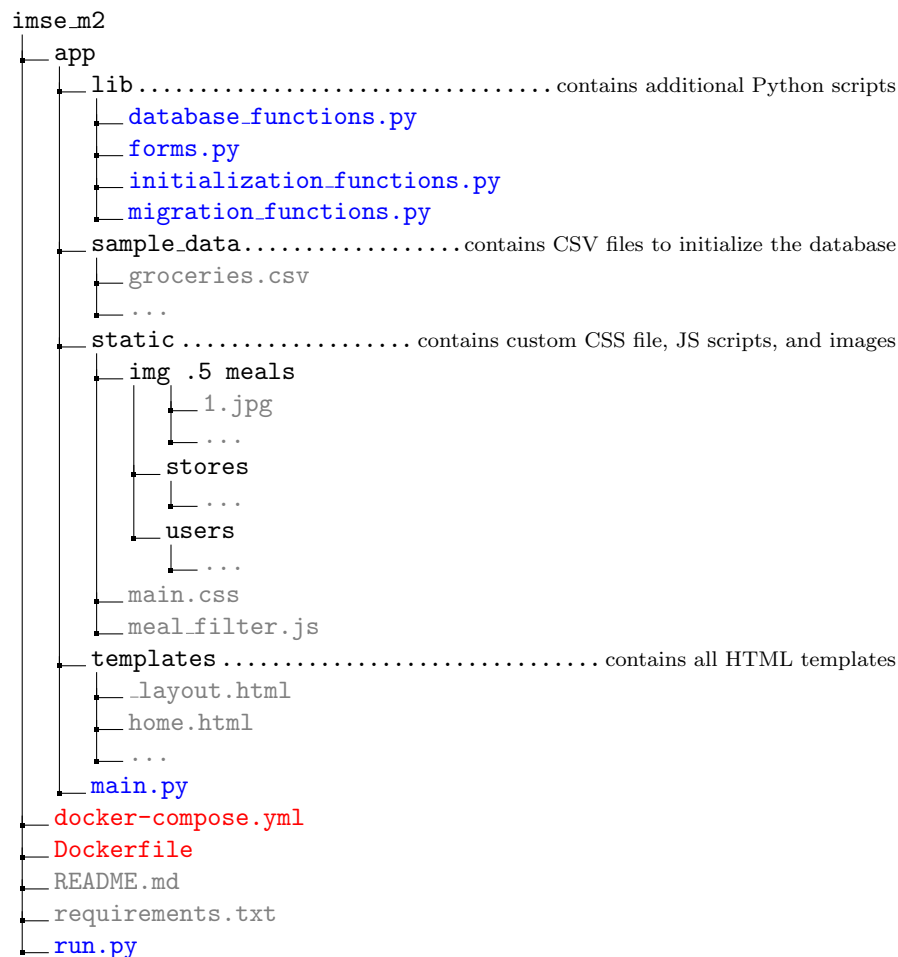 imse_m2
app
lib.................................. contains additional Python scripts
database_functions.py
forms.py
initialization_functions.py
migration_functions.py
sample_data.................contains CSV files to initialize the database
groceries.csv
...
static .................. contains custom CSS file, JS scripts, and images
img .5 meals
1.jpg
...
stores
...
users
...
main.css
meal_filter.js
templates .............................. contains all HTML templates
_layout.html
home.html
...
main.py
docker-compose.yml
Dockerfile
README.md
requirements.txt
run.py